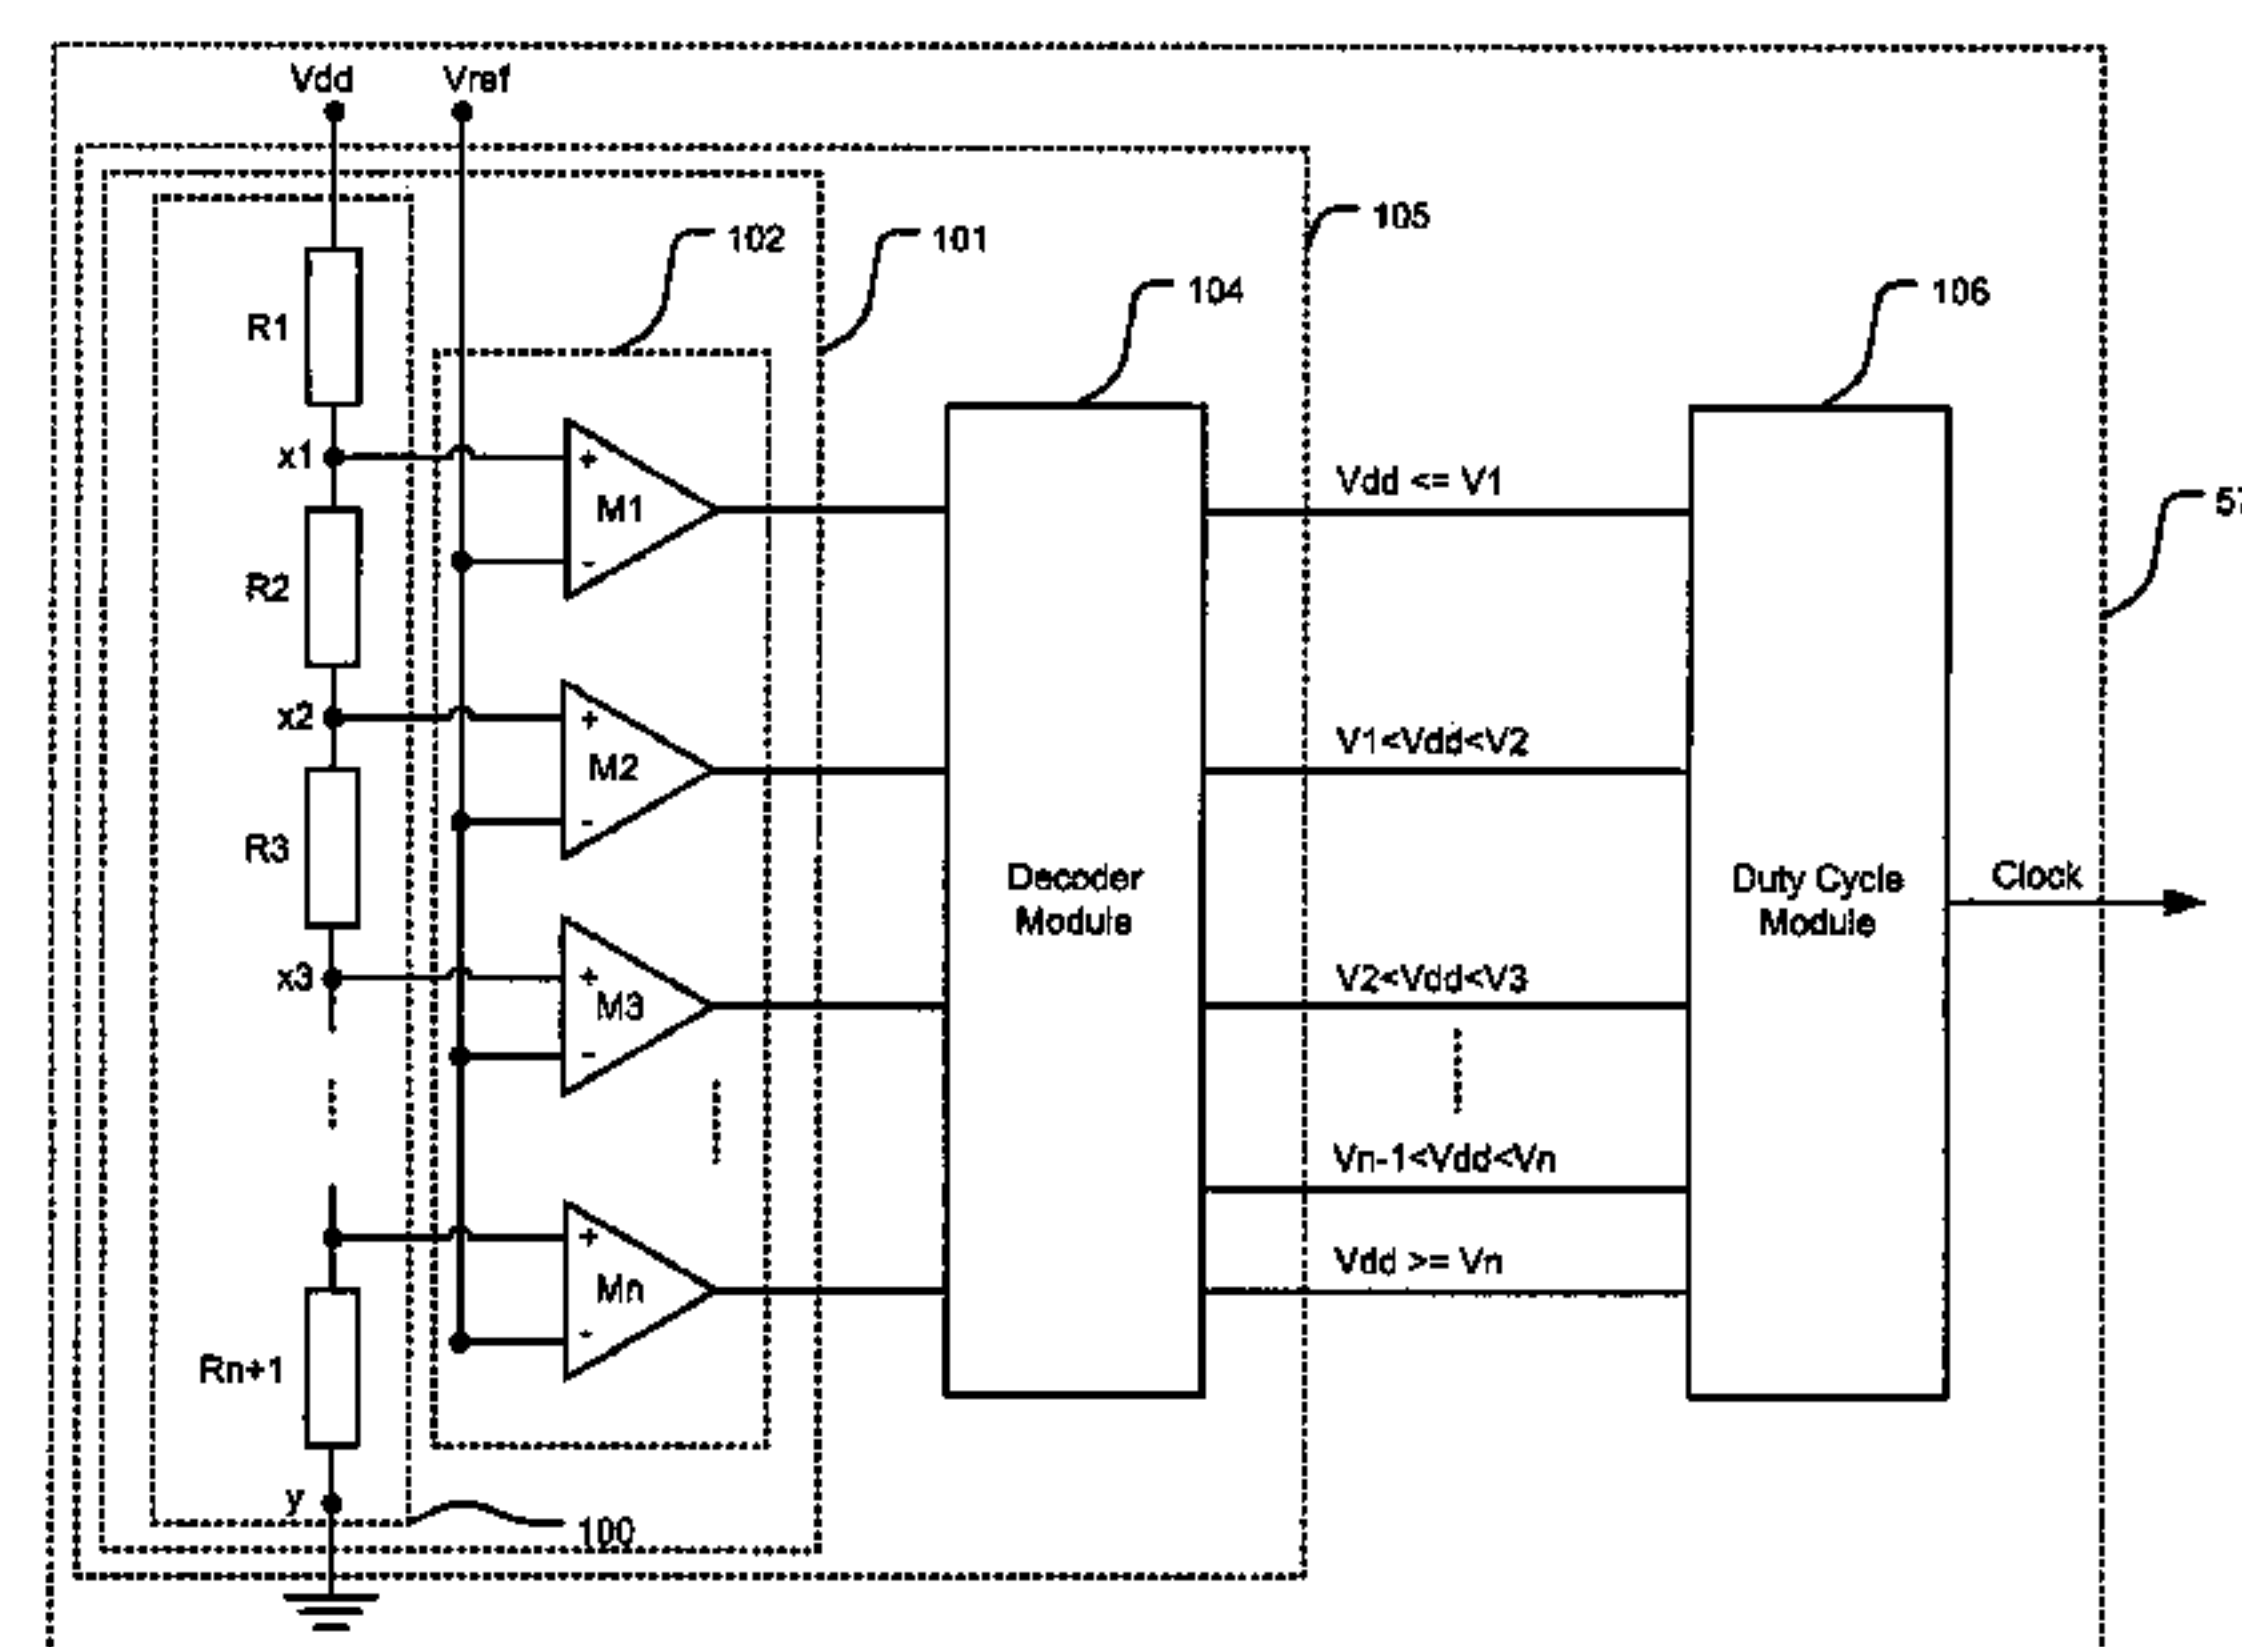 Vdd
Vref
105
102
101
104
106
R1
x1
+
M1
-
Vdd <= V1
R2
x2
+
M2
-
V1<Vdd<V2
R3
Decoder
Module
Duty Cycle
Module
Clock
x3
+
M3
-
V2<Vdd<V3
Vn-1<Vdd<Vn
+
Mn
-
Vdd >= Vn
Rn+1
y
100